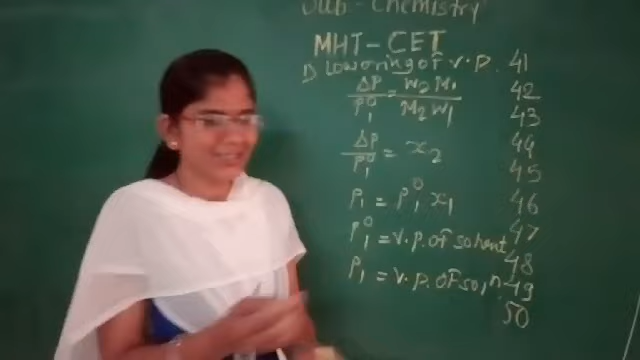 Sub - Chemistry
MHT-CET
1) Lowering of V.P.
ΔP/P₁⁰ = W₂M₁/M₂W₁
ΔP/P₁⁰ = x₂
P₁ = P₁⁰ x₁
P₁⁰ = V.P. of solvent
P₁ = V.P. of solⁿ.
41
42
43
44
45
46
47
48
49
50